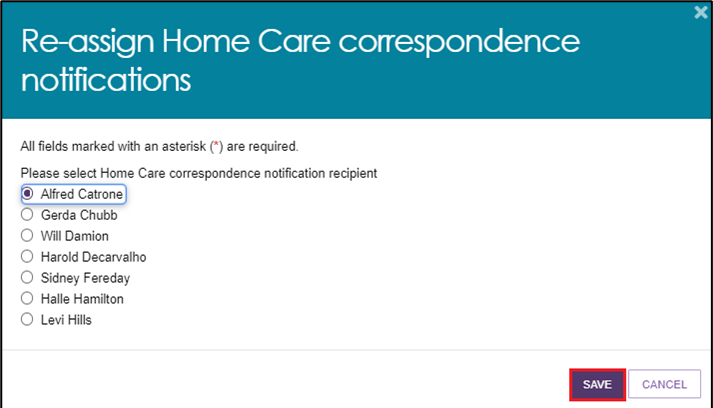 Re-assign Home Care correspondence
notifications
All fields marked with an asterisk (*) are required.
Please select Home Care correspondence notification recipient
Alfred Catrone
Gerda Chubb
Will Damion
Harold Decarvalho
Sidney Fereday
Halle Hamilton
Levi Hills
SAVE CANCEL